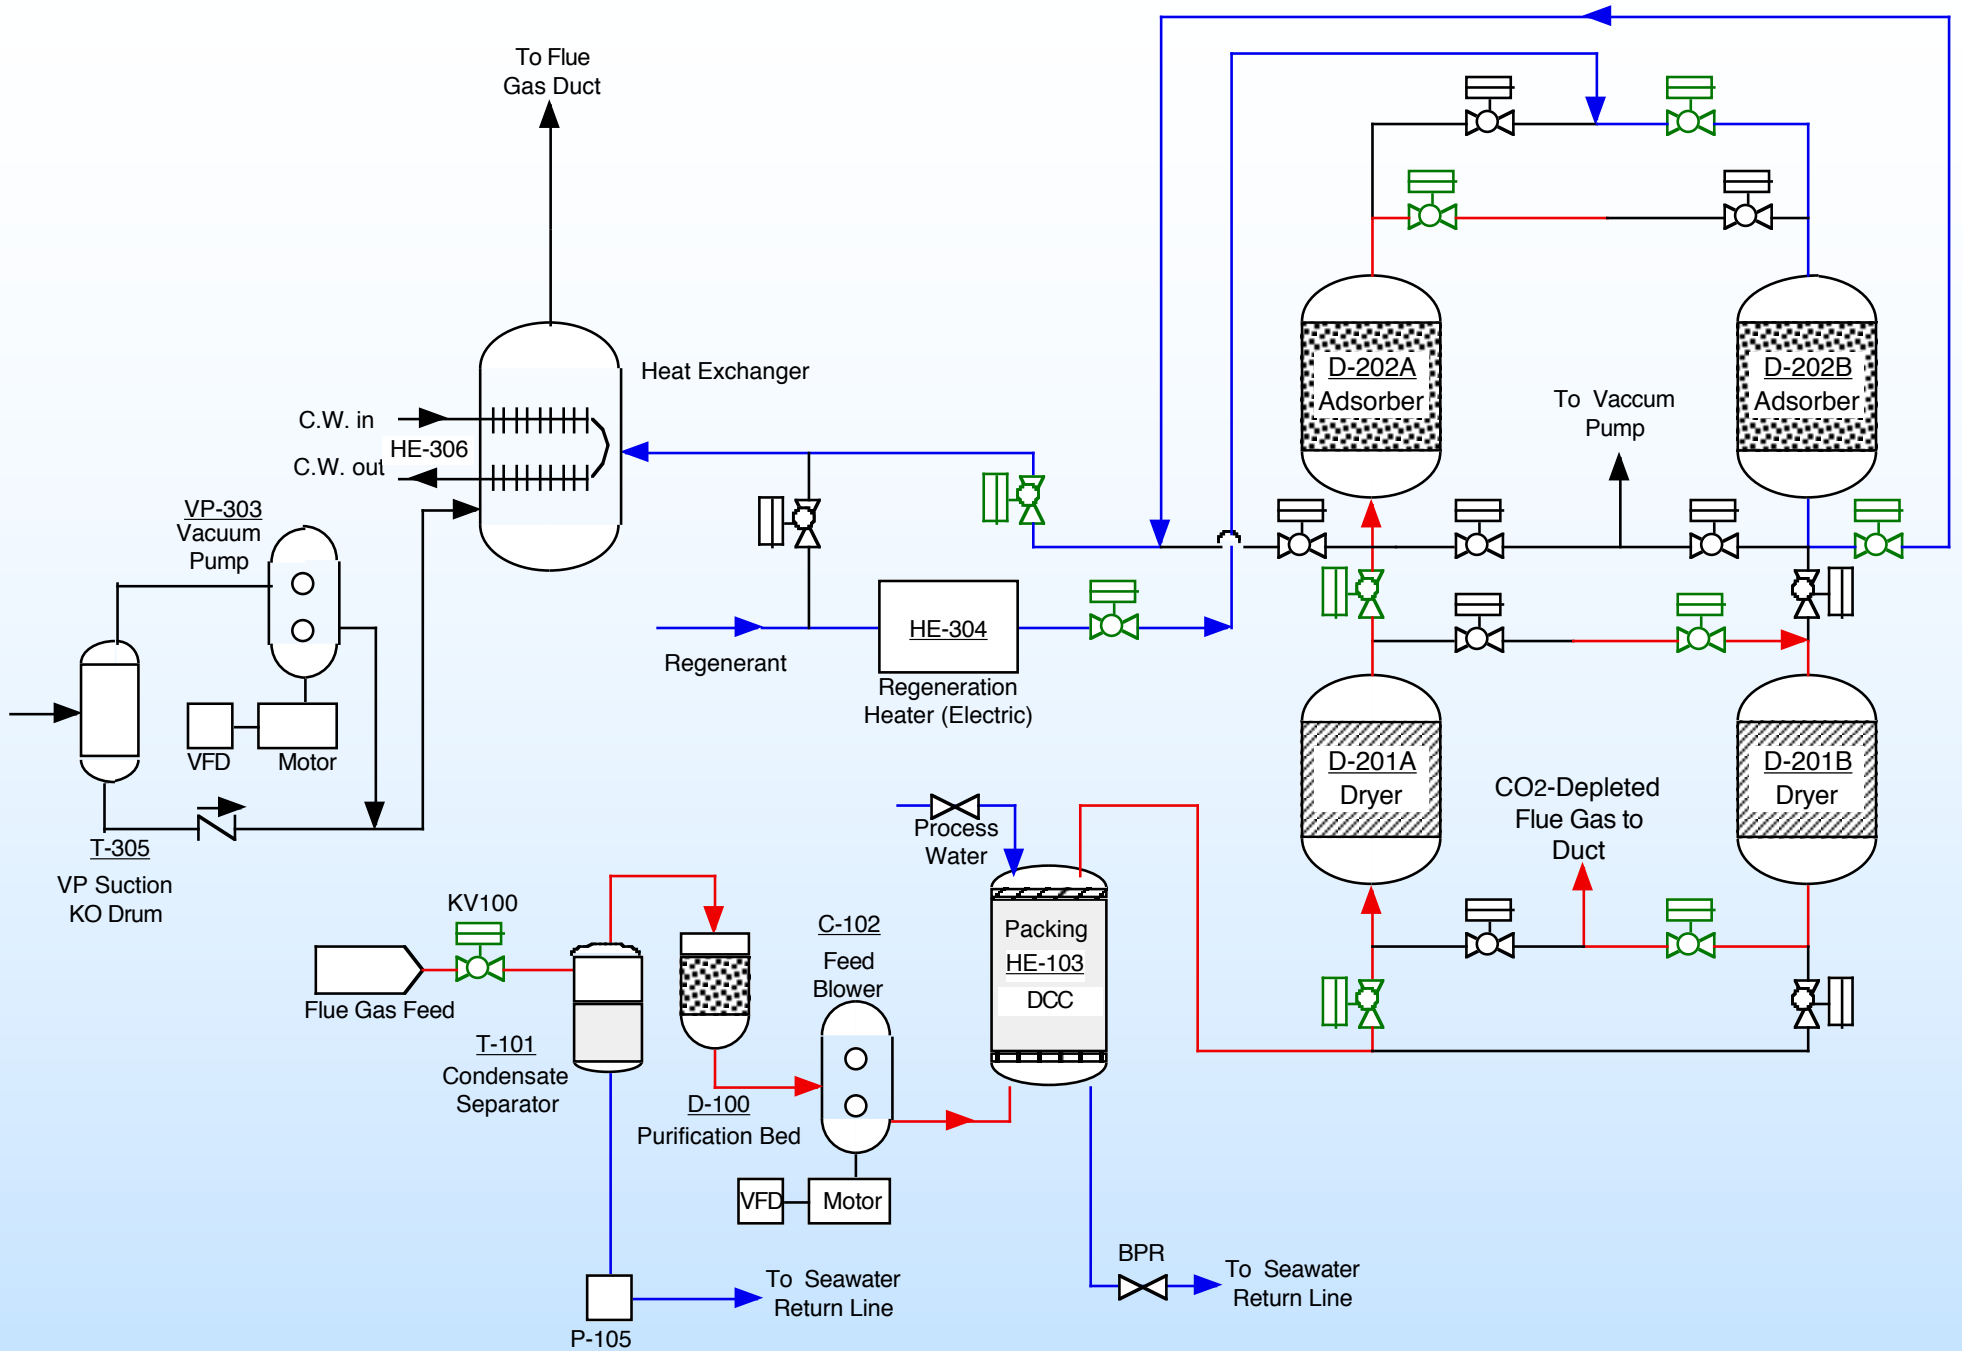 To Flue
Gas Duct
Heat Exchanger
C.W. in
HE-306
C.W. out
VP-303
Vacuum
Pump
VFD
Motor
T-305
VP Suction
KO Drum
Regenerant
HE-304
Regeneration
Heater (Electric)
D-202A
Adsorber
D-202B
Adsorber
To Vaccum
Pump
D-201A
Dryer
D-201B
Dryer
CO2-Depleted
Flue Gas to
Duct
Process
Water
Packing
HE-103
DCC
KV100
Flue Gas Feed
T-101
Condensate
Separator
D-100
Purification Bed
C-102
Feed
Blower
VFD
Motor
P-105
To Seawater
Return Line
BPR
To Seawater
Return Line